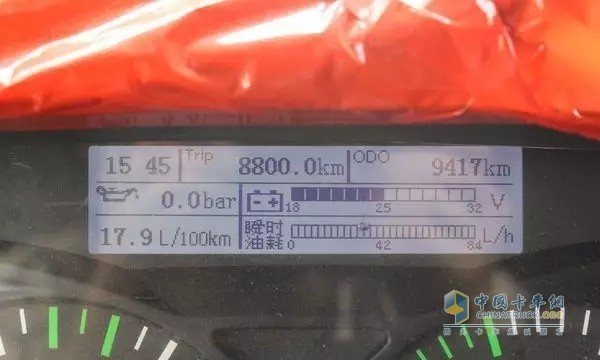 15 45 Trip 8800.0km ODO 9417km
0.0bar 18 25 32 V
17.9 L/100km 瞬时油耗 0 42 84 L/h
中国卡车网
CHINATRUCK.ORG